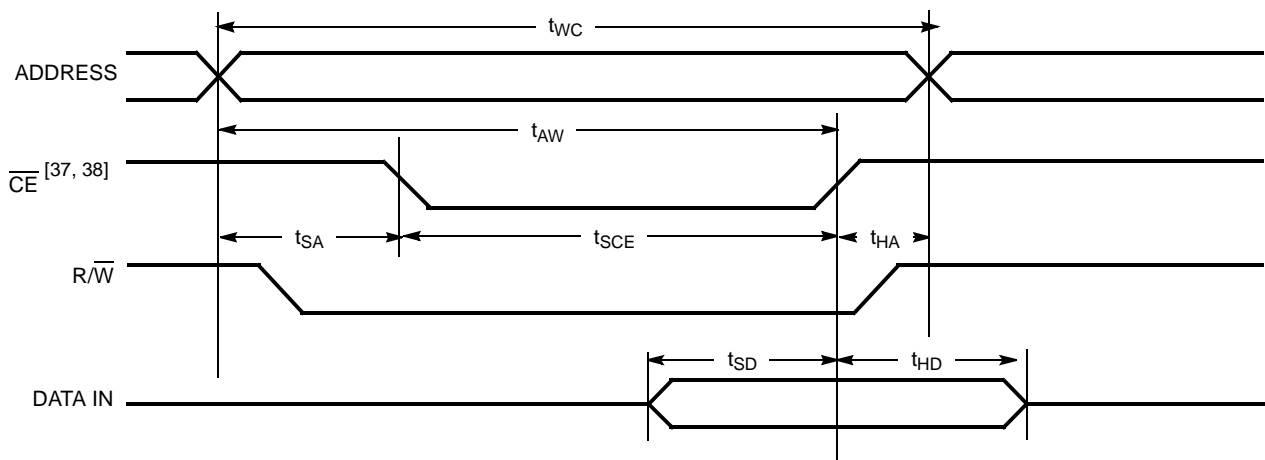 tWC
ADDRESS
tAW
CE [37, 38]
tSA tSCE tHA
R/W
tSD tHD
DATA IN